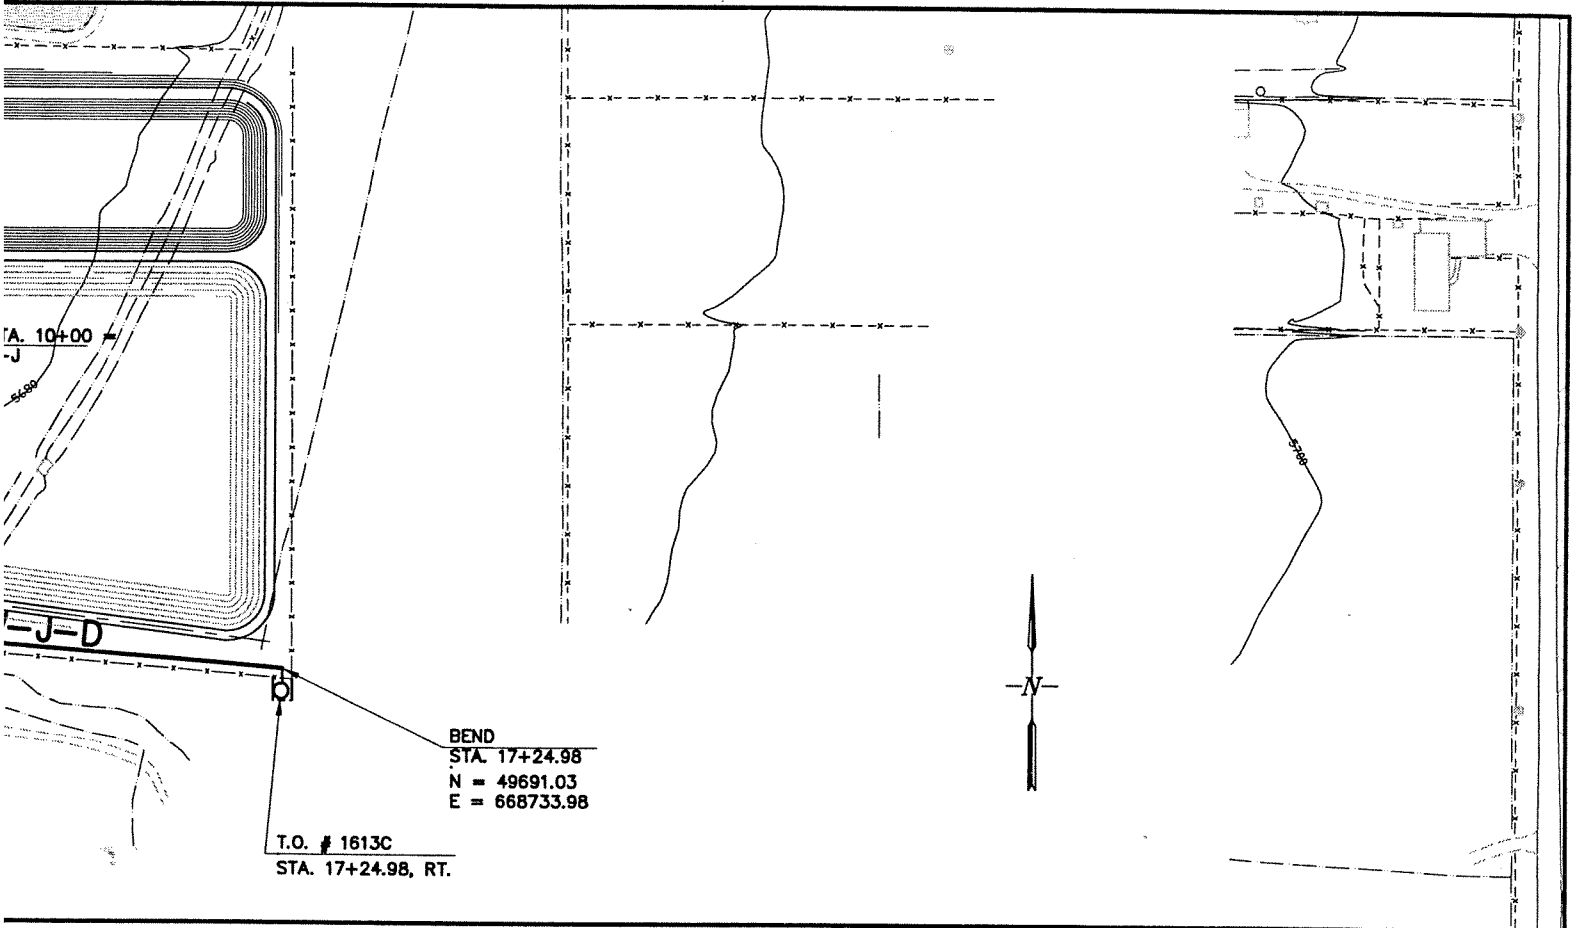 TA. 10+00 =
-J
5680
5700
-J-D
-N-
BEND
STA. 17+24.98
N = 49691.03
E = 668733.98
T.O. # 1613C
STA. 17+24.98, RT.